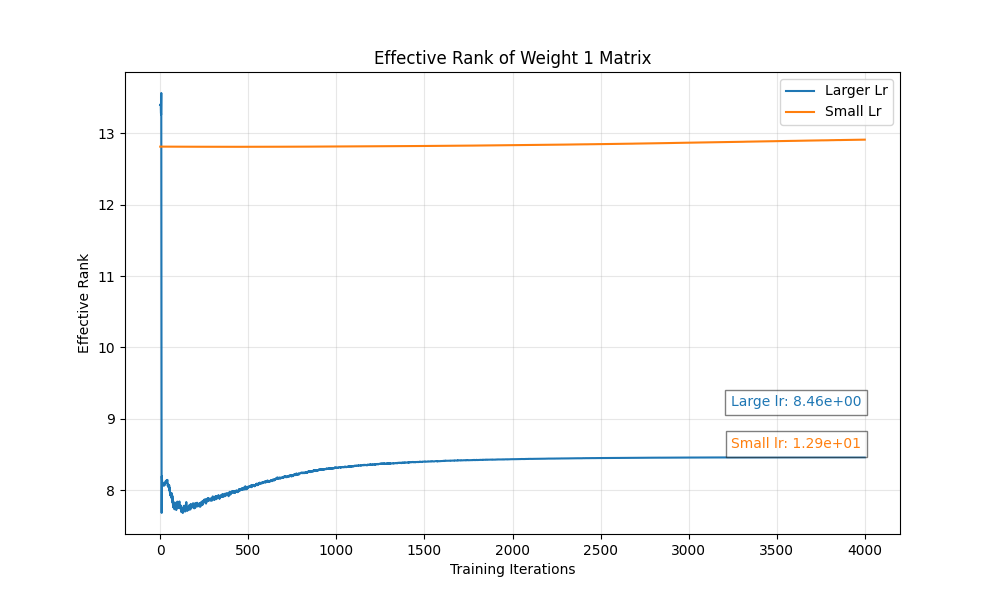 Effective Rank of Weight 1 Matrix
Larger Lr
Small Lr
13
12
11
10
9
8
Effective Rank
Large lr: 8.46e+00
Small lr: 1.29e+01
0 500 1000 1500 2000 2500 3000 3500 4000
Training Iterations